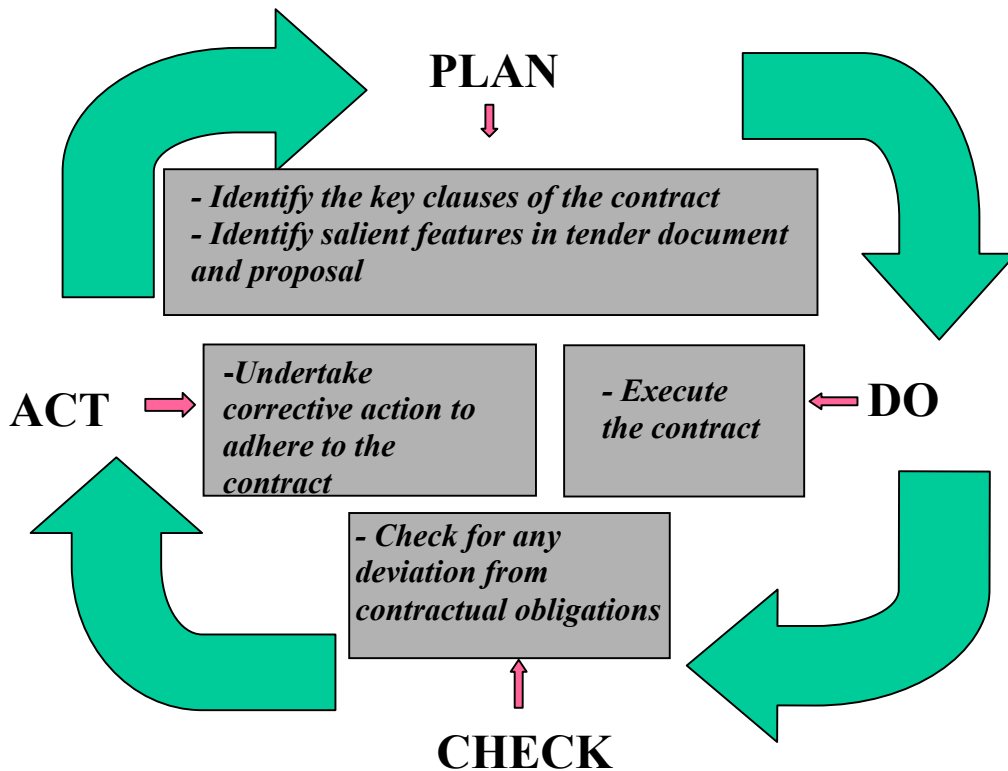 PLAN
- Identify the key clauses of the contract
- Identify salient features in tender document
and proposal
ACT
-Undertake
corrective action to
adhere to the
contract
- Execute
the contract
DO
- Check for any
deviation from
contractual obligations
CHECK